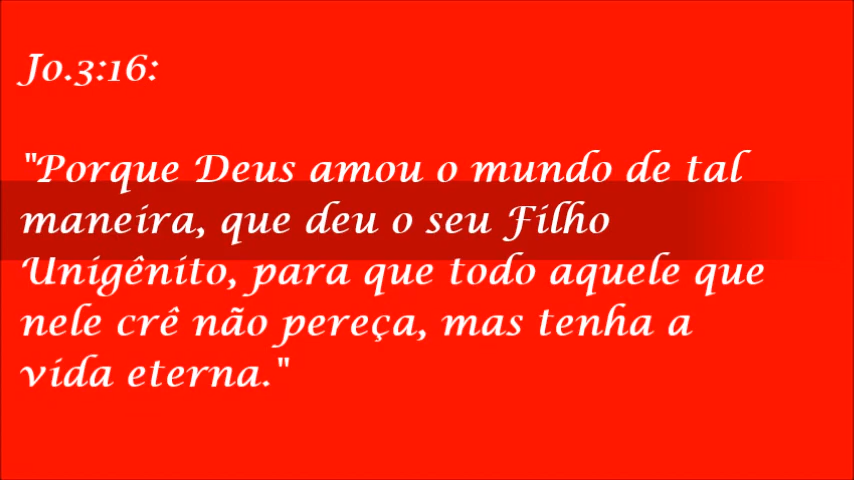 Jo.3:16:
"Porque Deus amou o mundo de tal
maneira, que deu o seu Filho
Unigênito, para que todo aquele que
nele crê não pereça, mas tenha a
vida eterna."